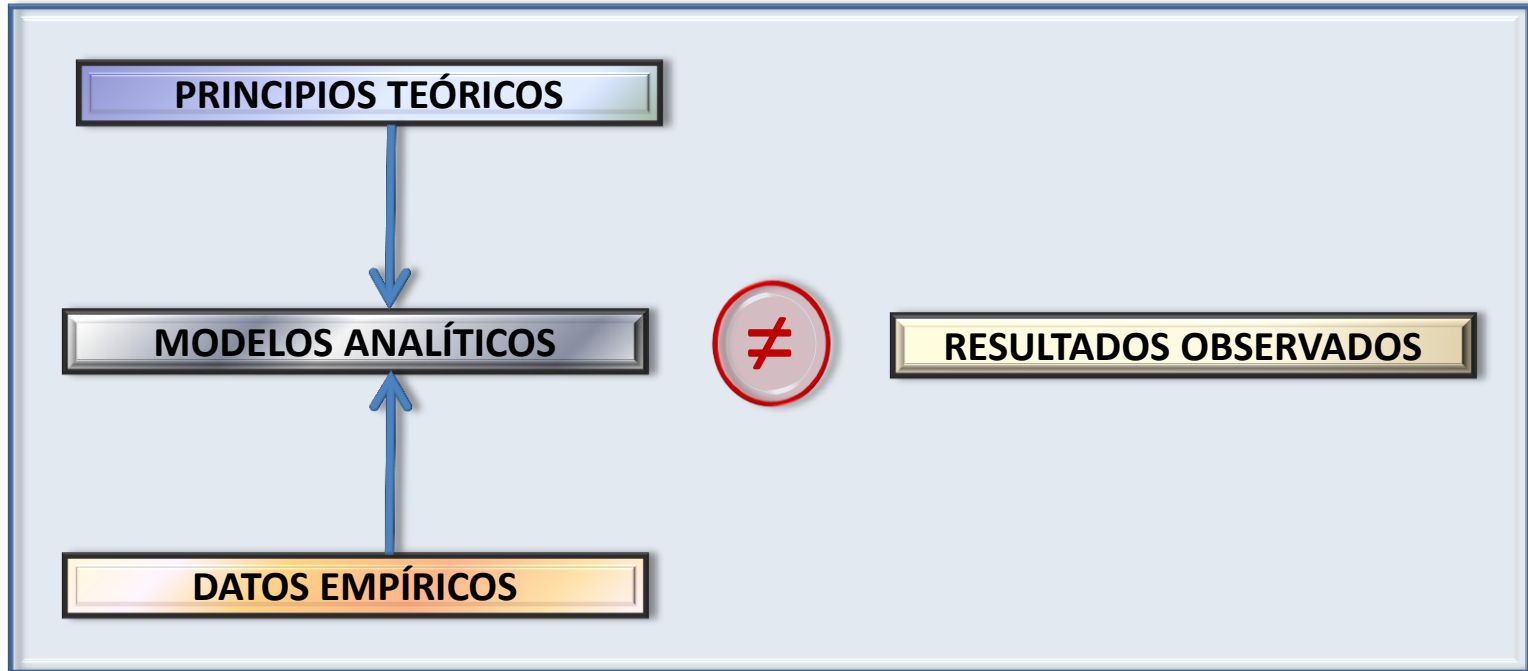 PRINCIPIOS TEÓRICOS
MODELOS ANALÍTICOS
≠
RESULTADOS OBSERVADOS
DATOS EMPÍRICOS